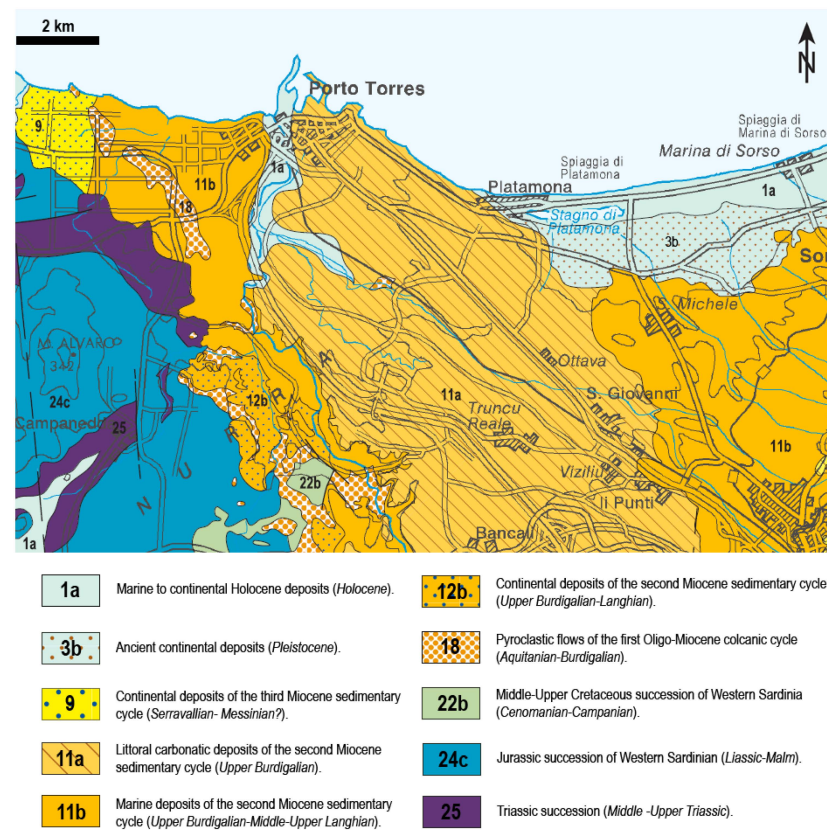 2 km
N
Porto Torres
9
Spiaggia di
Marina di Sorso
Spiaggia di
Platamona
Marina di Sorso
11b
1a
Platamona
1a
18
Stagno di
Platamona
3b
Sor
S. Michele
M. ALVARO
342
Ottava
24c
12b
R
R
A
11a
S. Giovanni
Campanedo
25
Truncu
Reale
11b
U
22b
Viziliu
N
li Punti
1a
Bancali
1a Marine to continental Holocene deposits (Holocene).
3b Ancient continental deposits (Pleistocene).
9 Continental deposits of the third Miocene sedimentary
cycle (Serravallian- Messinian?).
11a Littoral carbonatic deposits of the second Miocene
sedimentary cycle (Upper Burdigalian).
11b Marine deposits of the second Miocene sedimentary
cycle (Upper Burdigalian-Middle-Upper Langhian).
12b Continental deposits of the second Miocene sedimentary cycle
(Upper Burdigalian-Langhian).
18 Pyroclastic flows of the first Oligo-Miocene colcanic cycle
(Aquitanian-Burdigalian).
22b Middle-Upper Cretaceous succession of Western Sardinia
(Cenomanian-Campanian).
24c Jurassic succession of Western Sardinian (Liassic-Malm).
25 Triassic succession (Middle -Upper Triassic).